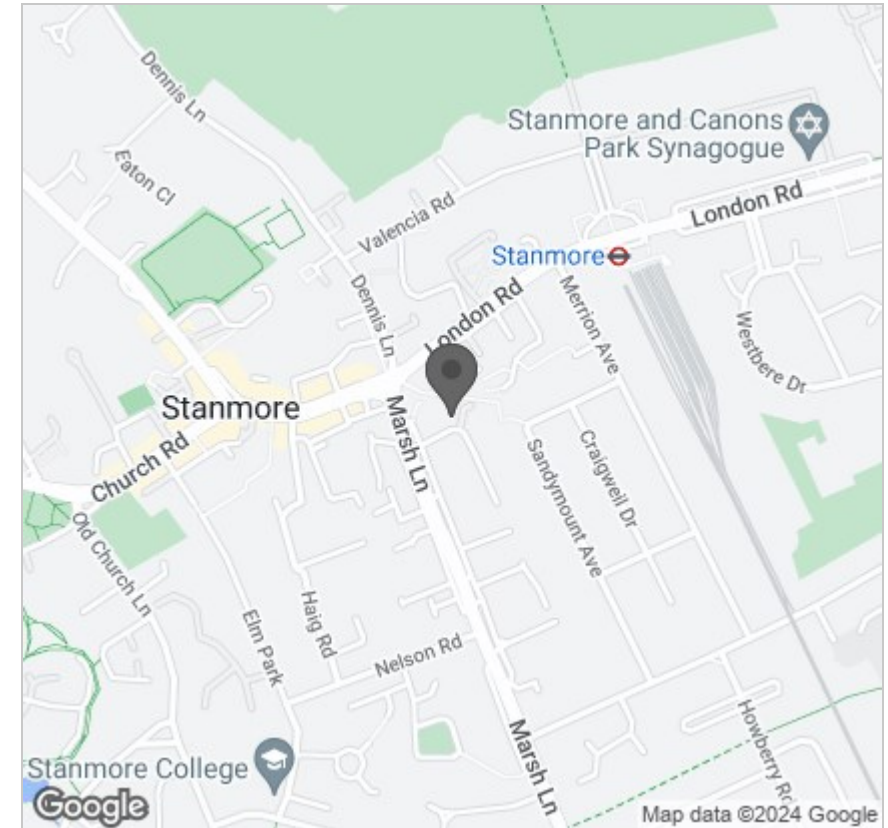 Dennis Ln
Eaton Cl
Stanmore and Canons
Park Synagogue
Valencia Rd
London Rd
Stanmore
Dennis Ln
London Rd
Merrion Ave
Westbere Dr
Stanmore
Marsh Ln
Church Rd
Craigweil Dr
Sandymount Ave
Old Church Ln
Haig Rd
Elm Park
Nelson Rd
Howberry Rd
Marsh Ln
Stanmore College
Google
Map data ©2024 Google